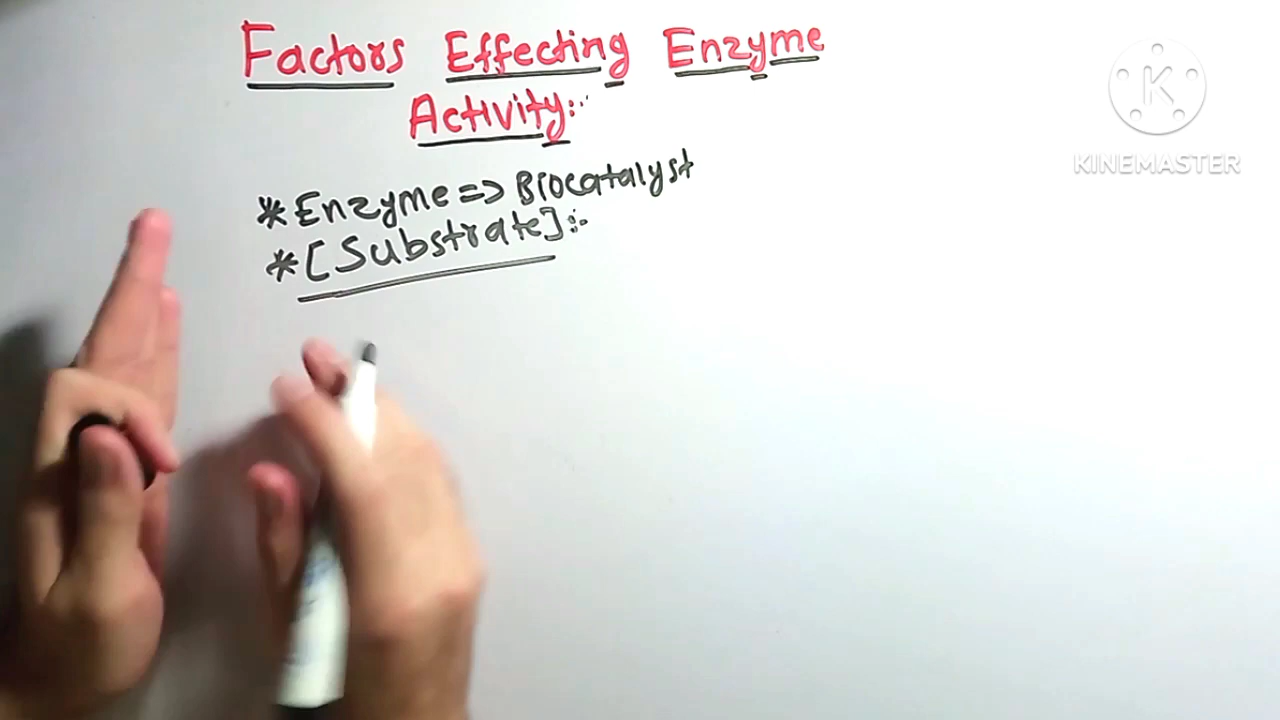 Factors Effecting Enzyme
Activity:-
*Enzyme => Biocatalyst
*[Substrate]:-
K
KINEMASTER